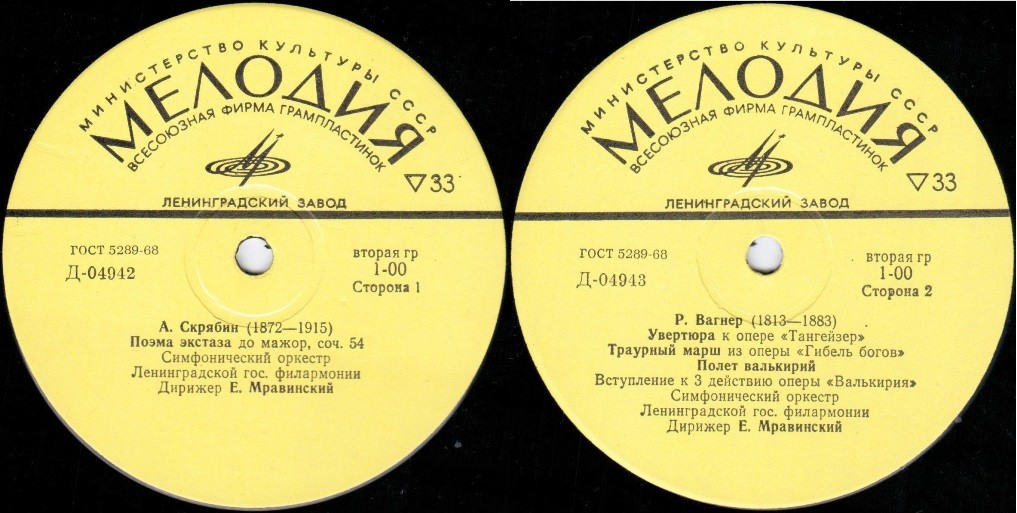 МИНИСТЕРСТВО КУЛЬТУРЫ СССР
МЕЛОДИЯ
ВСЕСОЮЗНАЯ ФИРМА ГРАМПЛАСТИНОК
▽33
ЛЕНИНГРАДСКИЙ ЗАВОД
ГОСТ 5289-68
Д-04942
вторая гр
1-00
Сторона 1
А. Скрябин (1872—1915)
Поэма экстаза до мажор, соч. 54
Симфонический оркестр
Ленинградской гос. филармонии
Дирижер Е. Мравинский
МИНИСТЕРСТВО КУЛЬТУРЫ СССР
МЕЛОДИЯ
ВСЕСОЮЗНАЯ ФИРМА ГРАМПЛАСТИНОК
▽33
ЛЕНИНГРАДСКИЙ ЗАВОД
ГОСТ 5289-68
Д-04943
вторая гр
1-00
Сторона 2
Р. Вагнер (1813—1883)
Увертюра к опере «Тангейзер»
Траурный марш из оперы «Гибель богов»
Полет валькирий
Вступление к 3 действию оперы «Валькирия»
Симфонический оркестр
Ленинградской гос. филармонии
Дирижер Е. Мравинский